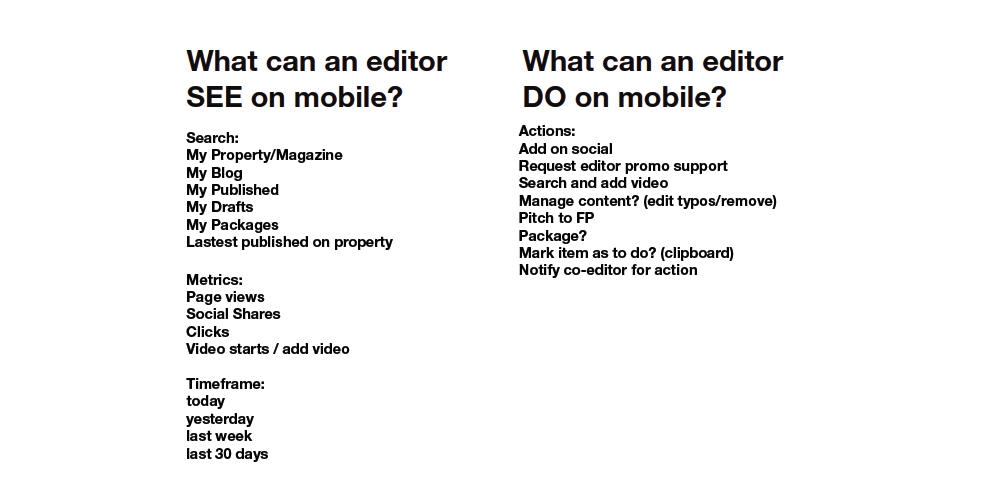 What can an editor
SEE on mobile?
Search:
My Property/Magazine
My Blog
My Published
My Drafts
My Packages
Lastest published on property
Metrics:
Page views
Social Shares
Clicks
Video starts / add video
Timeframe:
today
yesterday
last week
last 30 days
What can an editor
DO on mobile?
Actions:
Add on social
Request editor promo support
Search and add video
Manage content? (edit typos/remove)
Pitch to FP
Package?
Mark item as to do? (clipboard)
Notify co-editor for action